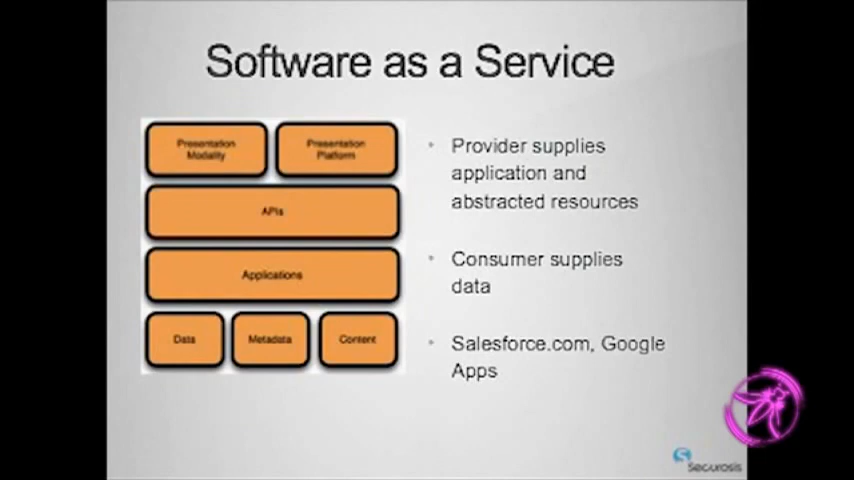 Software as a Service
Presentation
Modality
Presentation
Platform
APIs
Applications
Data
Metadata
Content
• Provider supplies
application and
abstracted resources
• Consumer supplies
data
• Salesforce.com, Google
Apps
Securosis